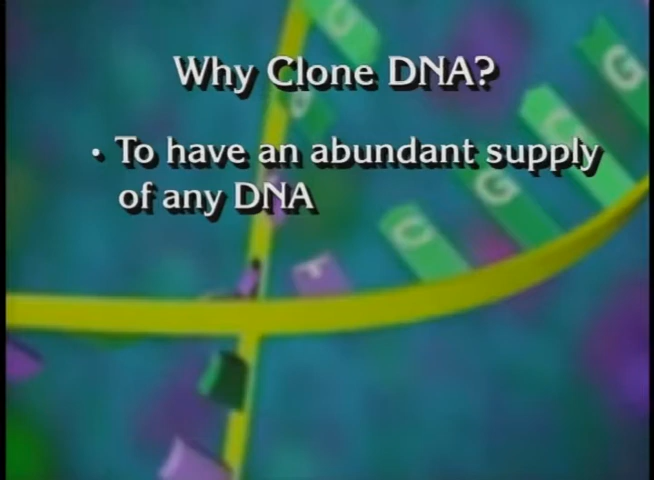 Why Clone DNA?
• To have an abundant supply
of any DNA
G
C
G
C
T